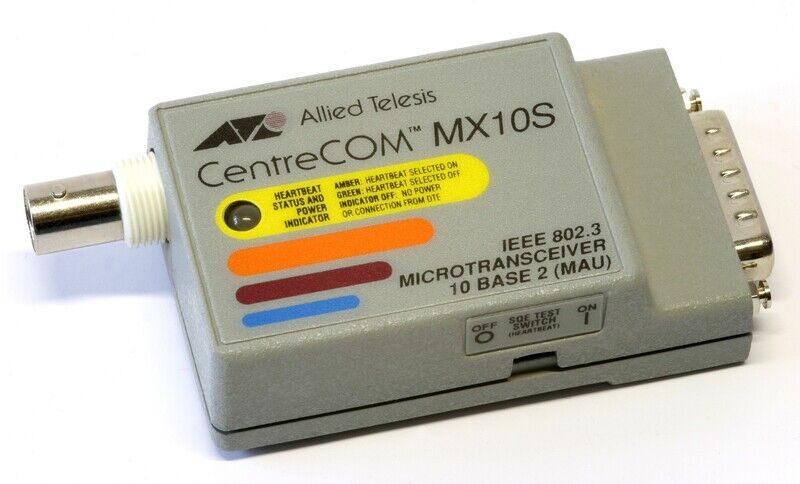 Allied Telesis
CentreCOM™ MX10S
HEARTBEAT
STATUS AND
POWER
INDICATOR
AMBER: HEARTBEAT SELECTED ON
GREEN: HEARTBEAT SELECTED OFF
INDICATOR OFF: NO POWER
OR CONNECTION FROM DTE
IEEE 802.3
MICROTRANSCEIVER
10 BASE 2 (MAU)
OFF
O
SQE TEST
SWITCH
(HEARTBEAT)
ON
|